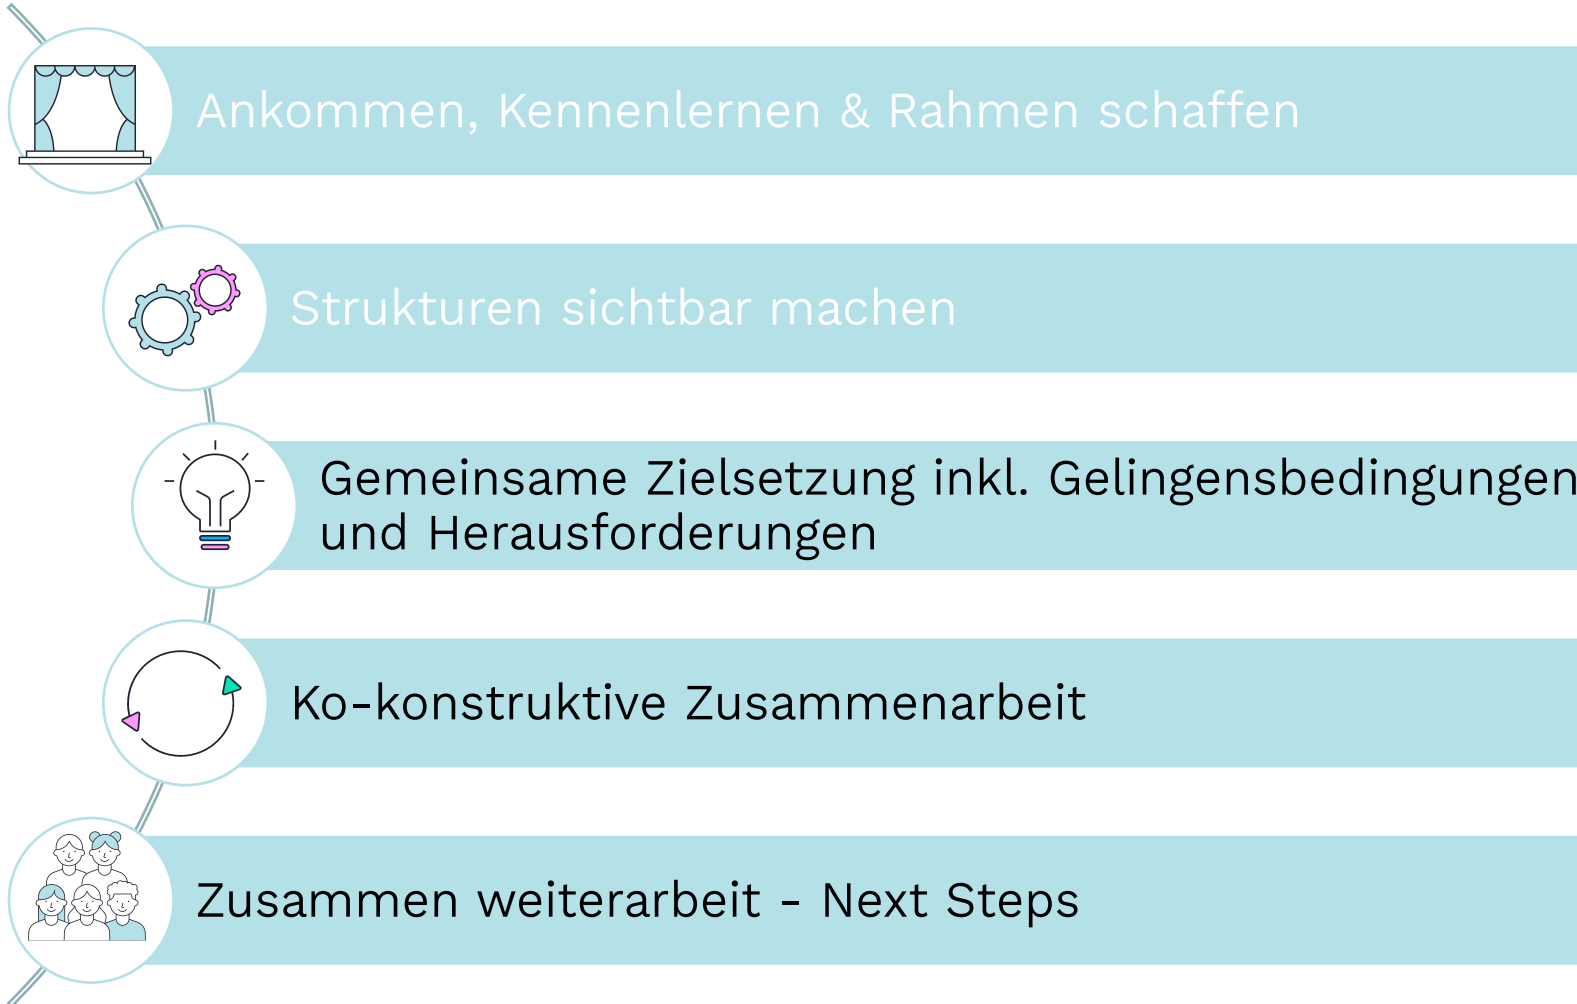 Ankommen, Kennenlernen & Rahmen schaffen
Strukturen sichtbar machen
Gemeinsame Zielsetzung inkl. Gelingensbedingungen
und Herausforderungen
Ko-konstruktive Zusammenarbeit
Zusammen weiterarbeit - Next Steps